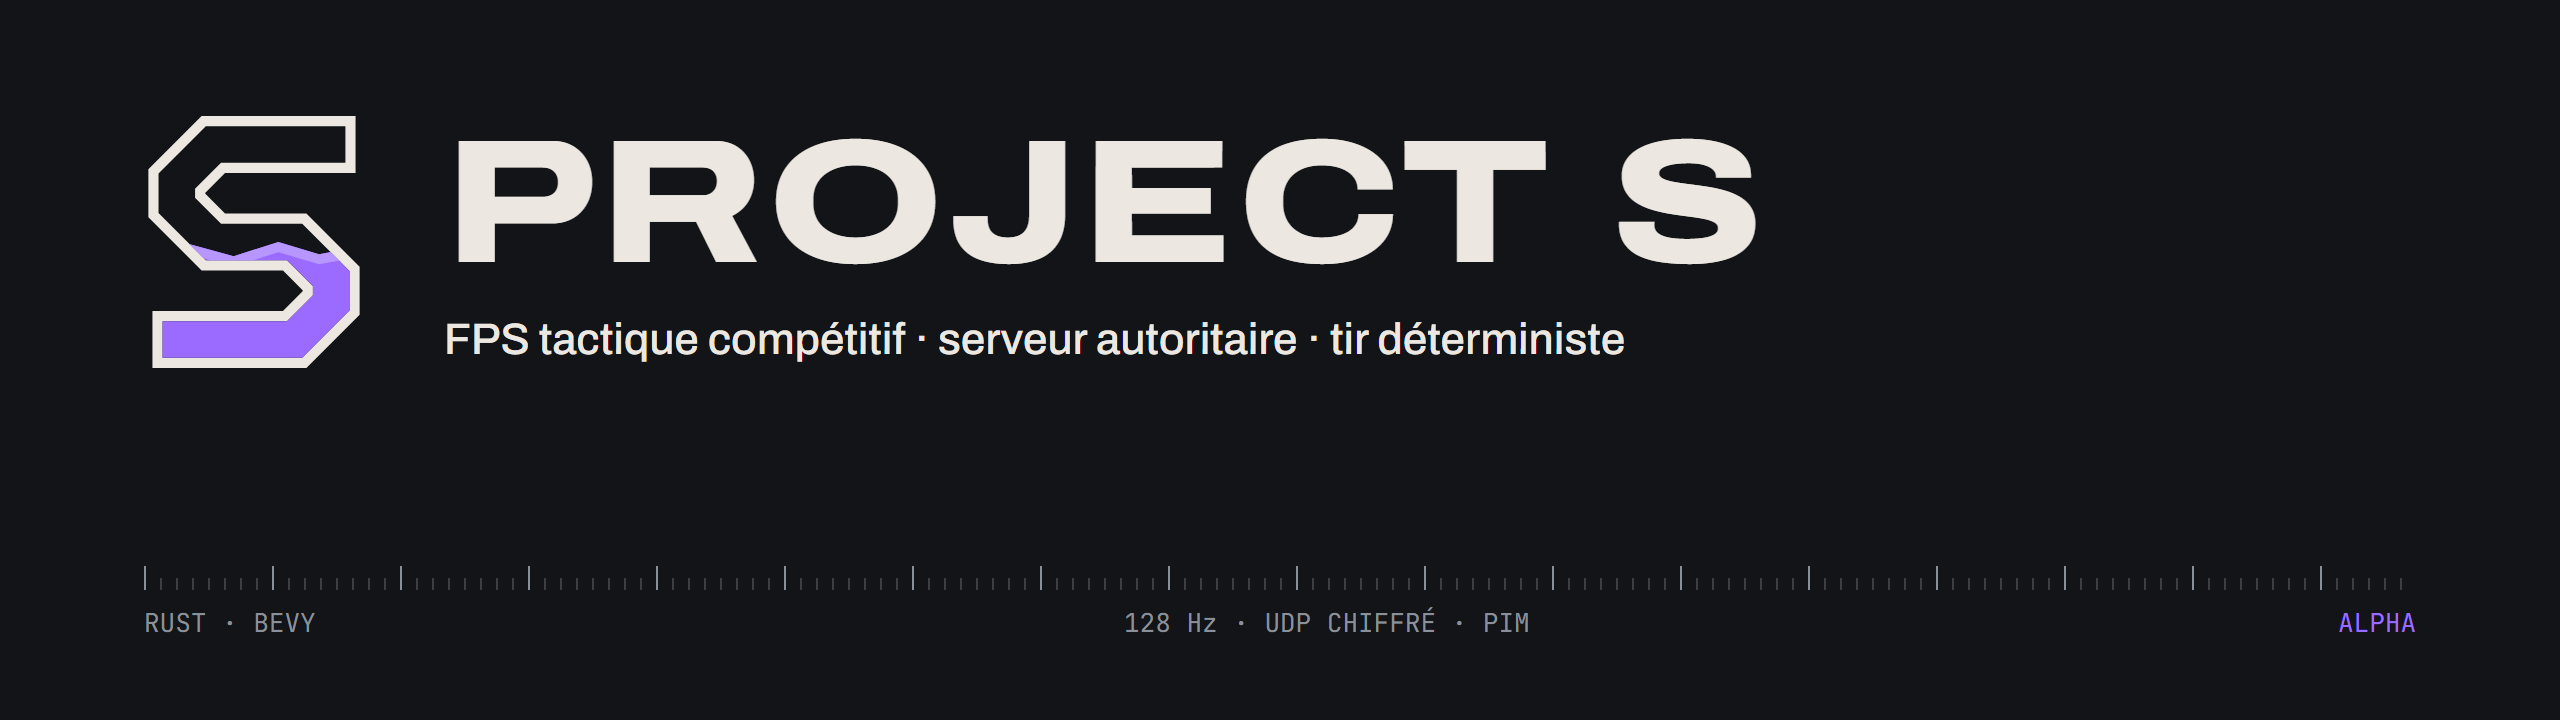 PROJECT S
FPS tactique compétitif · serveur autoritaire · tir déterministe
RUST · BEVY
128 Hz · UDP CHIFFRÉ · PIM
ALPHA